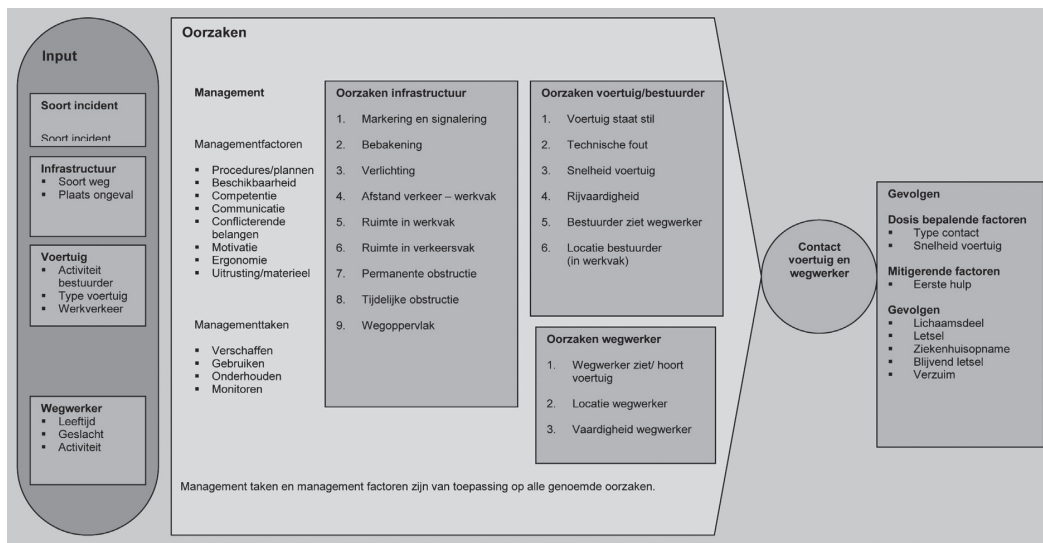 Input
Soort incident
Soort incident
Infrastructuur
▪ Soort weg
▪ Plaats ongeval
Voertuig
▪ Activiteit
bestuurder
▪ Type voertuig
▪ Werkverkeer
Wegwerker
▪ Leeftijd
▪ Geslacht
▪ Activiteit
Oorzaken
Management
Managementfactoren
▪ Procedures/plannen
▪ Beschikbaarheid
▪ Competentie
▪ Communicatie
▪ Conflicterende
belangen
▪ Motivatie
▪ Ergonomie
▪ Uitrusting/materieel
Managementtaken
▪ Verschaffen
▪ Gebruiken
▪ Onderhouden
▪ Monitoren
Oorzaken infrastructuur
1. Markering en signalering
2. Bebakening
3. Verlichting
4. Afstand verkeer – werkvak
5. Ruimte in werkvak
6. Ruimte in verkeersvak
7. Permanente obstructie
8. Tijdelijke obstructie
9. Wegoppervlak
Oorzaken voertuig/bestuurder
1. Voertuig staat stil
2. Technische fout
3. Snelheid voertuig
4. Rijvaardigheid
5. Bestuurder ziet wegwerker
6. Locatie bestuurder
(in werkvak)
Oorzaken wegwerker
1. Wegwerker ziet/ hoort
voertuig
2. Locatie wegwerker
3. Vaardigheid wegwerker
Management taken en management factoren zijn van toepassing op alle genoemde oorzaken.
Contact
voertuig en
wegwerker
Gevolgen
Dosis bepalende factoren
▪ Type contact
▪ Snelheid voertuig
Mitigerende factoren
▪ Eerste hulp
Gevolgen
▪ Lichaamsdeel
▪ Letsel
▪ Ziekenhuisopname
▪ Blijvend letsel
▪ Verzuim